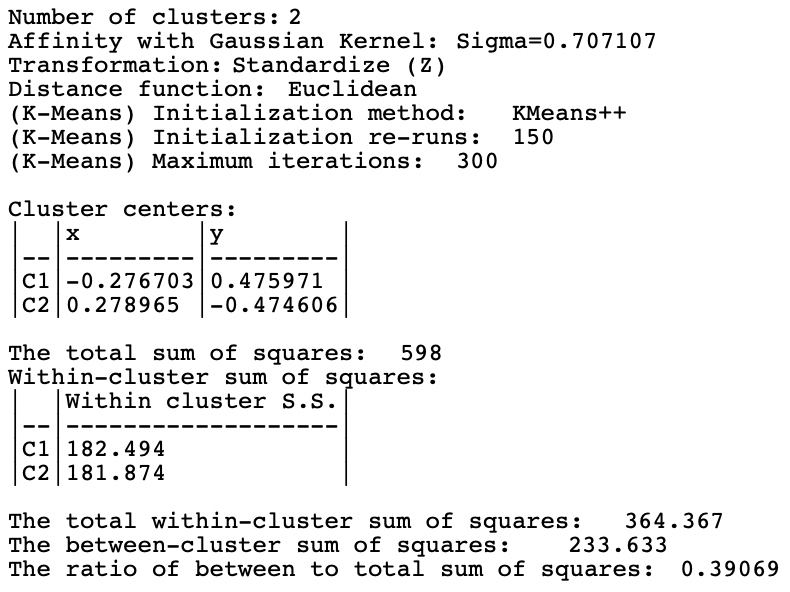 Number of clusters: 2
Affinity with Gaussian Kernel: Sigma=0.707107
Transformation: Standardize (Z)
Distance function: Euclidean
(K-Means) Initialization method: KMeans++
(K-Means) Initialization re-runs: 150
(K-Means) Maximum iterations: 300
Cluster centers:
|  |x        |y        |
|--|---------|---------|
|C1|-0.276703|0.475971 |
|C2|0.278965 |-0.474606|
The total sum of squares: 598
Within-cluster sum of squares:
|  |Within cluster S.S.|
|--|-------------------|
|C1|182.494            |
|C2|181.874            |
The total within-cluster sum of squares: 364.367
The between-cluster sum of squares: 233.633
The ratio of between to total sum of squares: 0.39069